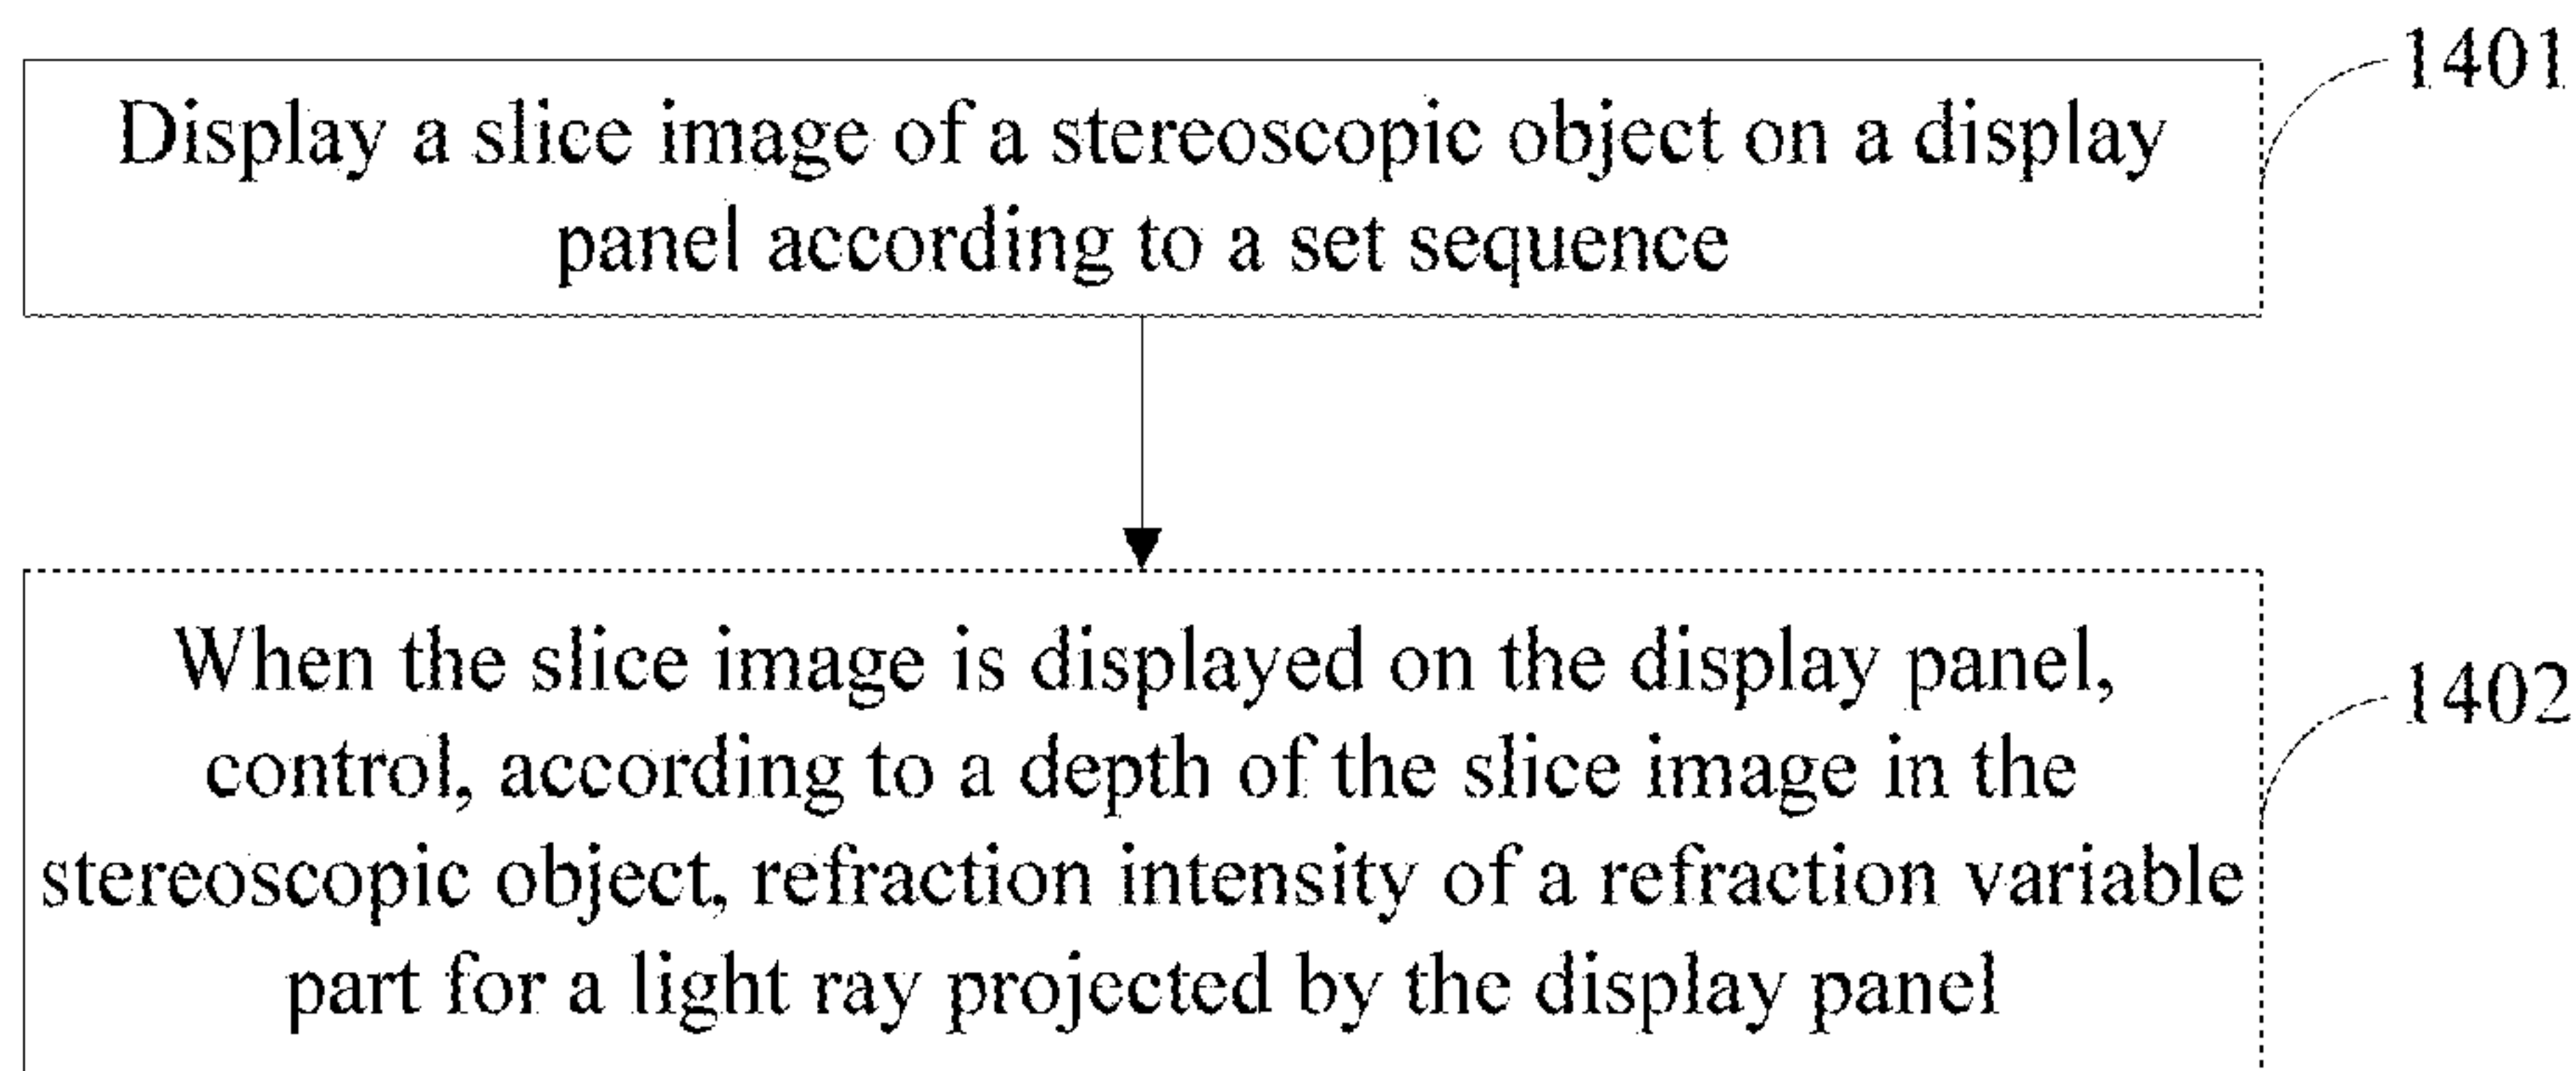 1401
Display a slice image of a stereoscopic object on a display
panel according to a set sequence
When the slice image is displayed on the display panel,
1402
control, according to a depth of the slice image in the
stereoscopic object, refraction intensity of a refraction variable
part for a light ray projected by the display panel